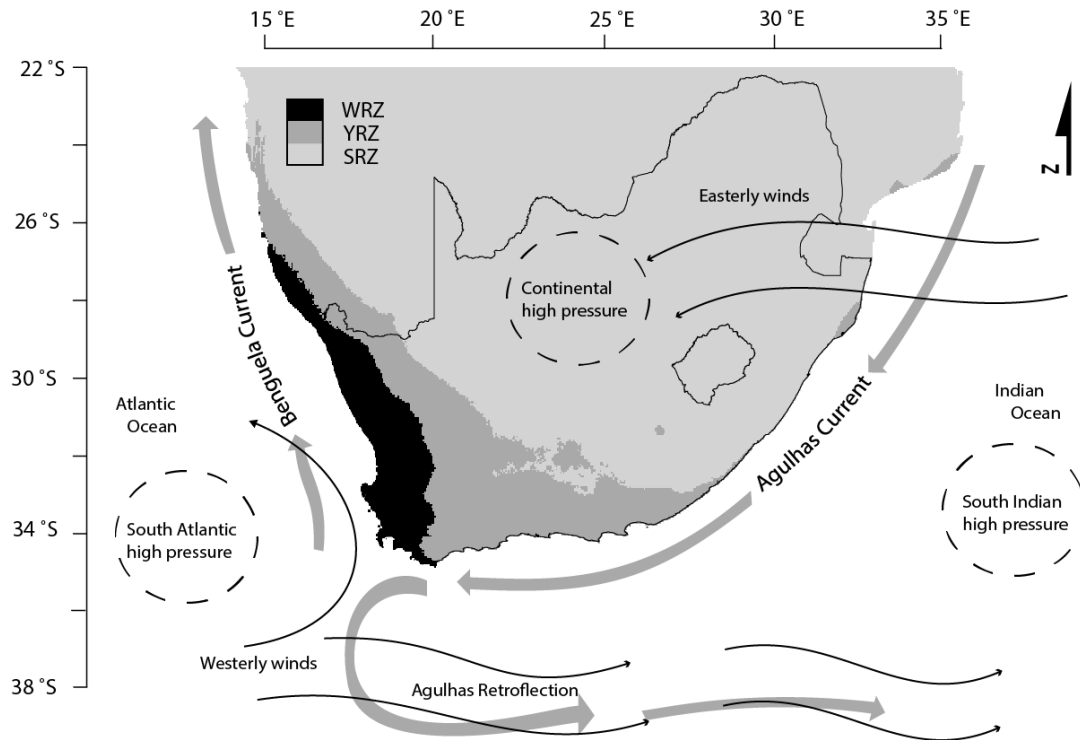 15 °E
20 °E
25 °E
30 °E
35 °E
22 °S
26 °S
30 °S
34 °S
38 °S
WRZ
YRZ
SRZ
N
Easterly winds
Continental
high pressure
Benguela Current
Agulhas Current
Atlantic
Ocean
Indian
Ocean
South Atlantic
high pressure
South Indian
high pressure
Westerly winds
Agulhas Retroflection